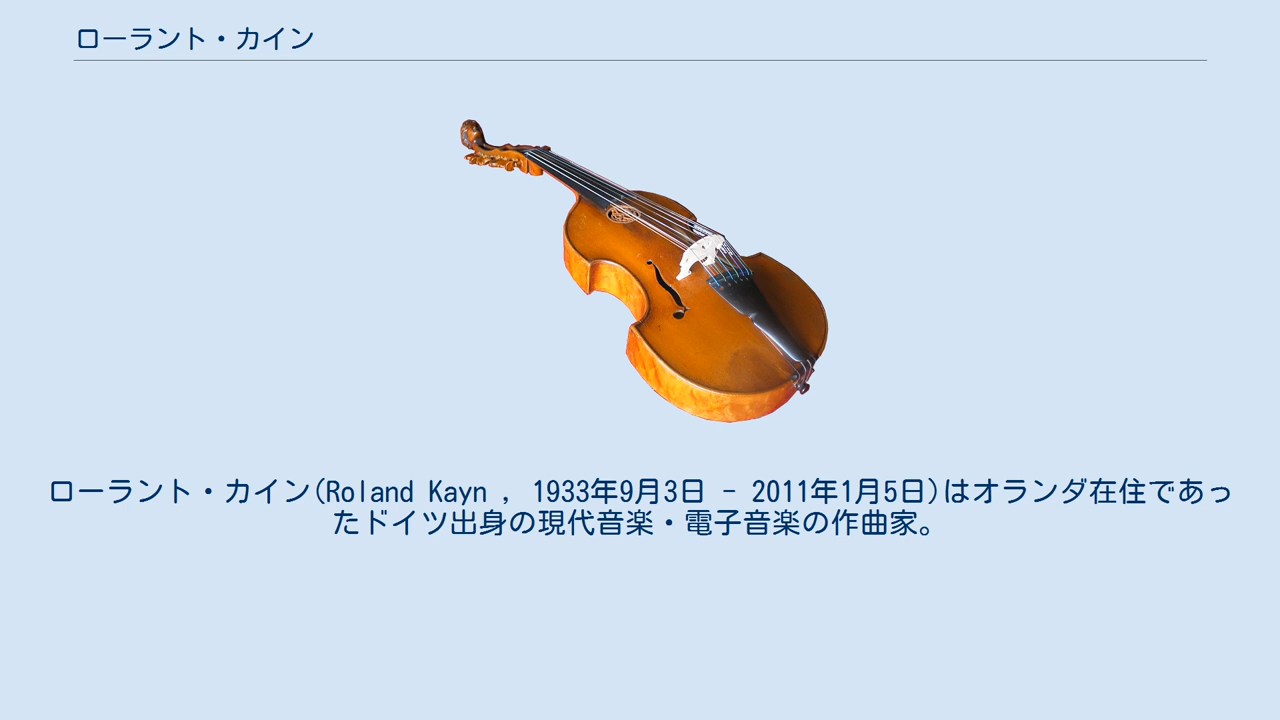 ローラント・カイン
ローラント・カイン(Roland Kayn , 1933年9月3日 - 2011年1月5日)はオランダ在住であっ
たドイツ出身の現代音楽・電子音楽の作曲家。